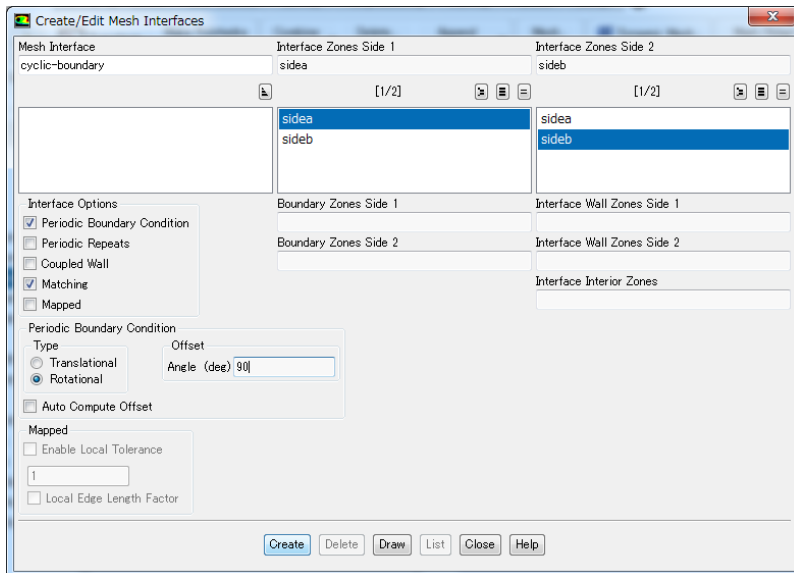 Create/Edit Mesh Interfaces
Mesh Interface
cyclic-boundary
Interface Zones Side 1
sidea
Interface Zones Side 2
sideb
[1/2]
[1/2]
sidea
sideb
sidea
sideb
Interface Options
Periodic Boundary Condition
Periodic Repeats
Coupled Wall
Matching
Mapped
Boundary Zones Side 1
Interface Wall Zones Side 1
Boundary Zones Side 2
Interface Wall Zones Side 2
Interface Interior Zones
Periodic Boundary Condition
Type
Translational
Rotational
Offset
Angle (deg) 90
Auto Compute Offset
Mapped
Enable Local Tolerance
1
Local Edge Length Factor
Create
Delete
Draw
List
Close
Help